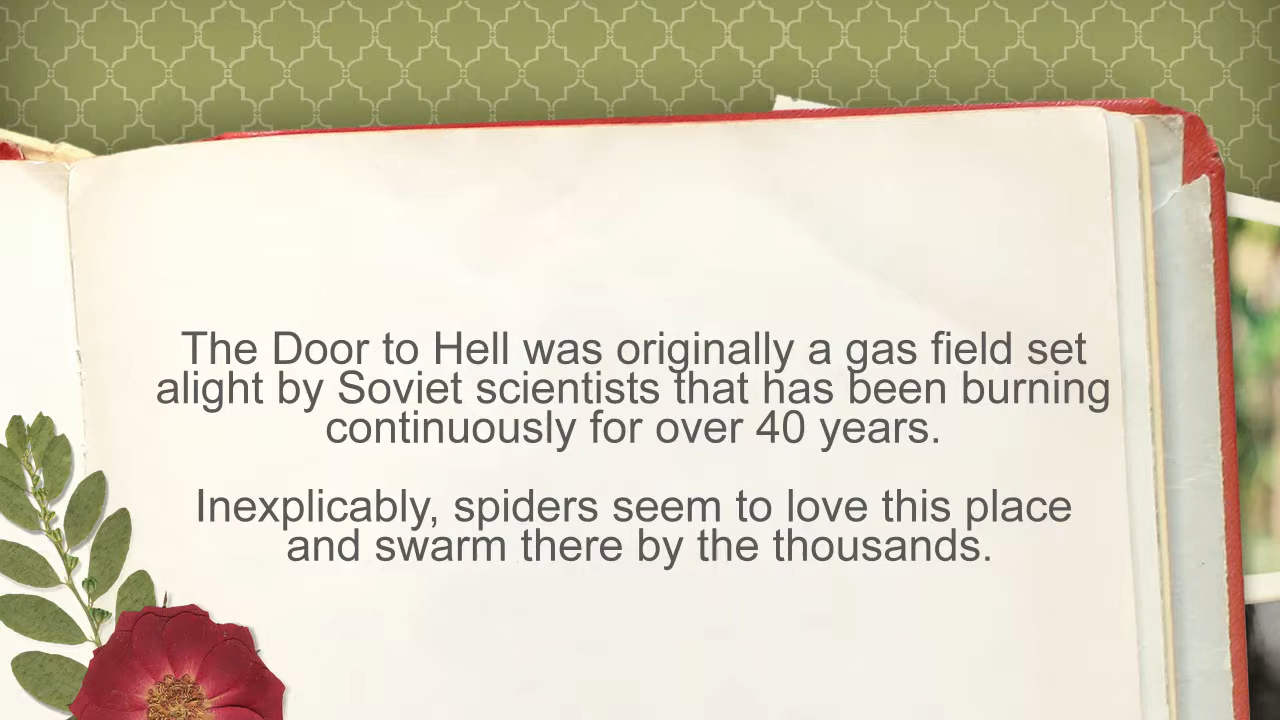 The Door to Hell was originally a gas field set
alight by Soviet scientists that has been burning
continuously for over 40 years.
Inexplicably, spiders seem to love this place
and swarm there by the thousands.